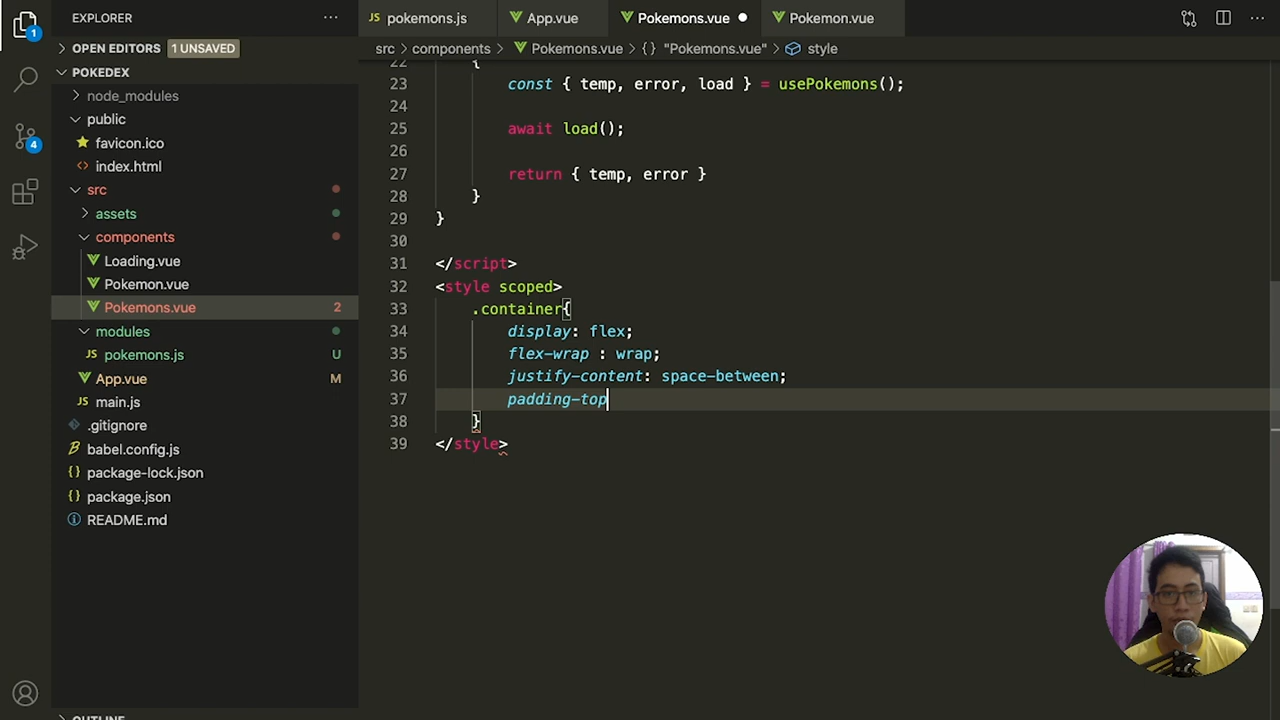 EXPLORER
OPEN EDITORS 1 UNSAVED
POKEDEX
node_modules
public
favicon.ico
index.html
src
assets
components
Loading.vue
Pokemon.vue
Pokemons.vue 2
modules
pokemons.js U
App.vue M
main.js
.gitignore
babel.config.js
package-lock.json
package.json
README.md
OUTLINE
1
4
pokemons.js
App.vue
Pokemons.vue
Pokemon.vue
src > components > Pokemons.vue > {} "Pokemons.vue" > style
22 {
23 const { temp, error, load } = usePokemons();
24
25 await load();
26
27 return { temp, error }
28 }
29 }
30
31 </script>
32 <style scoped>
33 .container{
34 display: flex;
35 flex-wrap : wrap;
36 justify-content: space-between;
37 padding-top
38 }
39 </style>